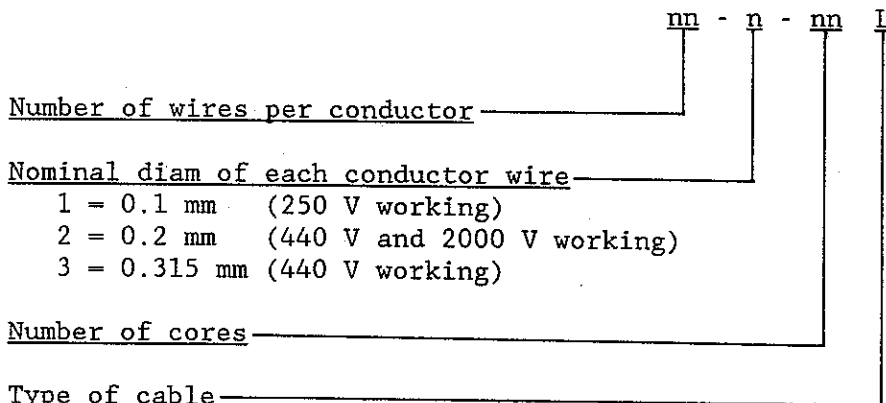 nn - n - nn I
Number of wires per conductor
Nominal diam of each conductor wire
1 = 0.1 mm (250 V working)
2 = 0.2 mm (440 V and 2000 V working)
3 = 0.315 mm (440 V working)
Number of cores
Type of cable